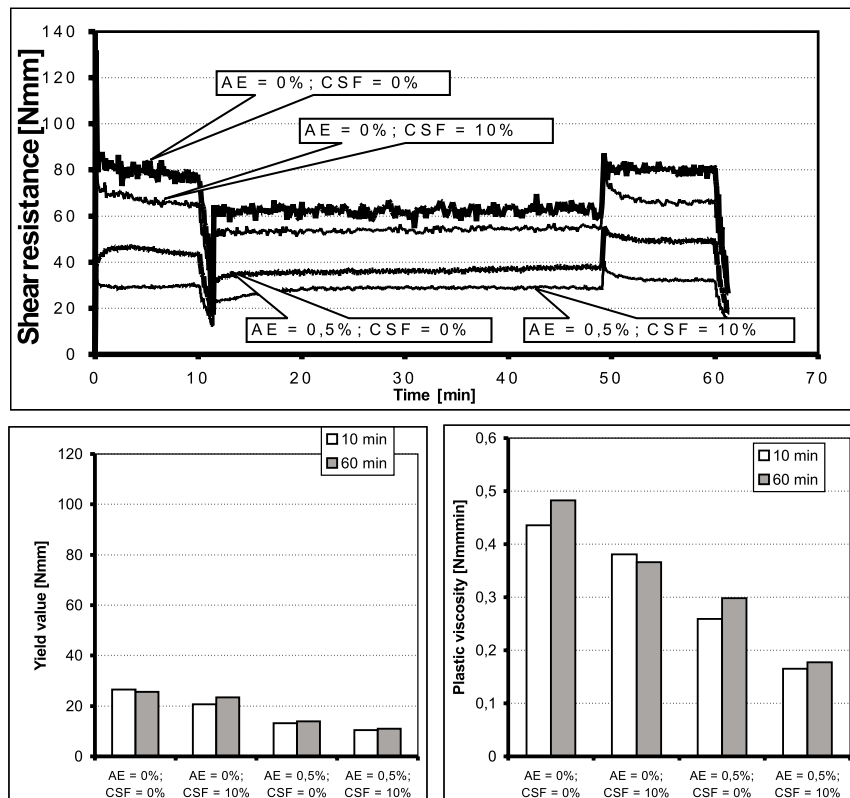 Shear resistance [Nmm]
140
120
100
80
60
40
20
0
AE = 0%; CSF = 0%
AE = 0%; CSF = 10%
AE = 0,5%; CSF = 0%
AE = 0,5%; CSF = 10%
0 10 20 30 40 50 60 70
Time [min]
Yield value [Nmm]
120
100
80
60
40
20
0
10 min
60 min
AE = 0%; AE = 0%; AE = 0,5%; AE = 0,5%;
CSF = 0% CSF = 10% CSF = 0% CSF = 10%
Plastic viscosity [Nmmmin]
0,6
0,5
0,4
0,3
0,2
0,1
0
10 min
60 min
AE = 0%; AE = 0%; AE = 0,5%; AE = 0,5%;
CSF = 0% CSF = 10% CSF = 0% CSF = 10%